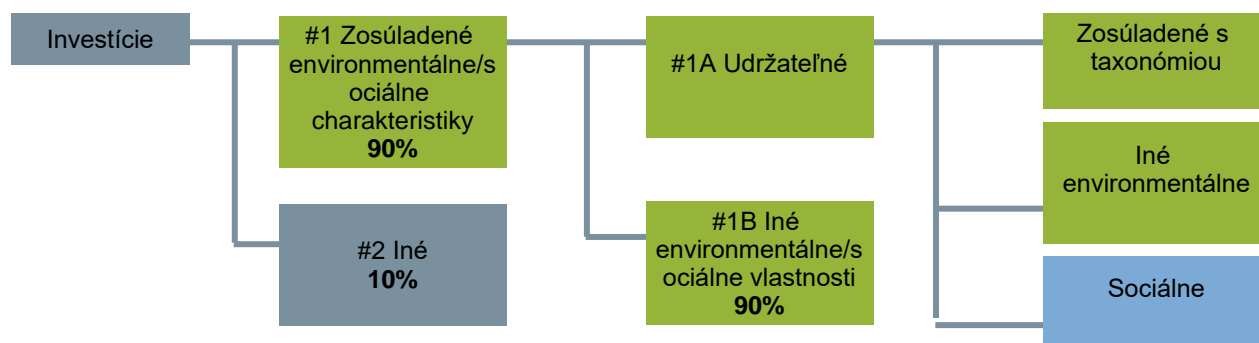 Investície
#1 Zosúladené
environmentálne/s
ociálne
charakteristiky
90%
#2 Iné
10%
#1A Udržateľné
#1B Iné
environmentálne/s
ociálne vlastnosti
90%
Zosúladené s
taxonómiou
Iné
environmentálne
Sociálne